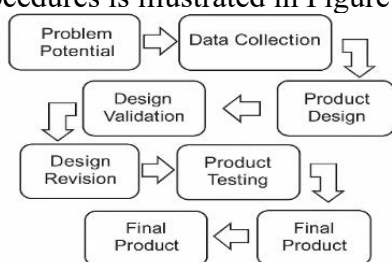 ocedures is illustrated in Figure
Problem
Potential
Data Collection
Design
Validation
Product
Design
Design
Revision
Product
Testing
Final
Product
Final
Product